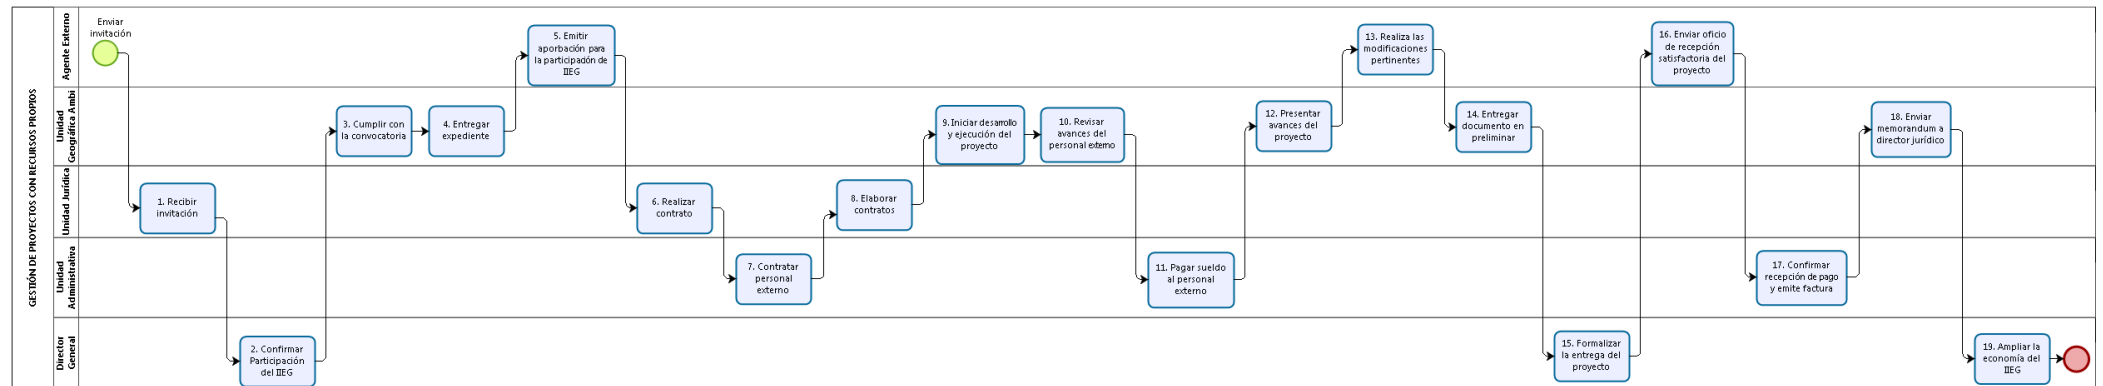 GESTIÓN DE PROYECTOS CON RECURSOS PROPIOS
Agente Externo
Enviar
invitación
5. Emitir
aporbación para
la participación de
IIEG
13. Realiza las
modificaciones
pertinentes
16. Enviar oficio
de recepción
satisfactoria del
proyecto
Unidad
Geográfica Ambi
3. Cumplir con
la convocatoria
4. Entregar
expediente
9. Iniciar desarrollo
y ejecución del
proyecto
10. Revisar
avances del
personal externo
12. Presentar
avances del
proyecto
14. Entregar
documento en
preliminar
18. Enviar
memorandum a
director jurídico
Unidad Jurídica
1. Recibir
invitación
6. Realizar
contrato
8. Elaborar
contratos
Unidad
Administrativa
7. Contratar
personal
externo
11. Pagar sueldo
al personal
externo
17. Confirmar
recepción de pago
y emite factura
Director
General
2. Confirmar
Participación
del IIEG
15. Formalizar
la entrega del
proyecto
19. Ampliar la
economía del
IIEG